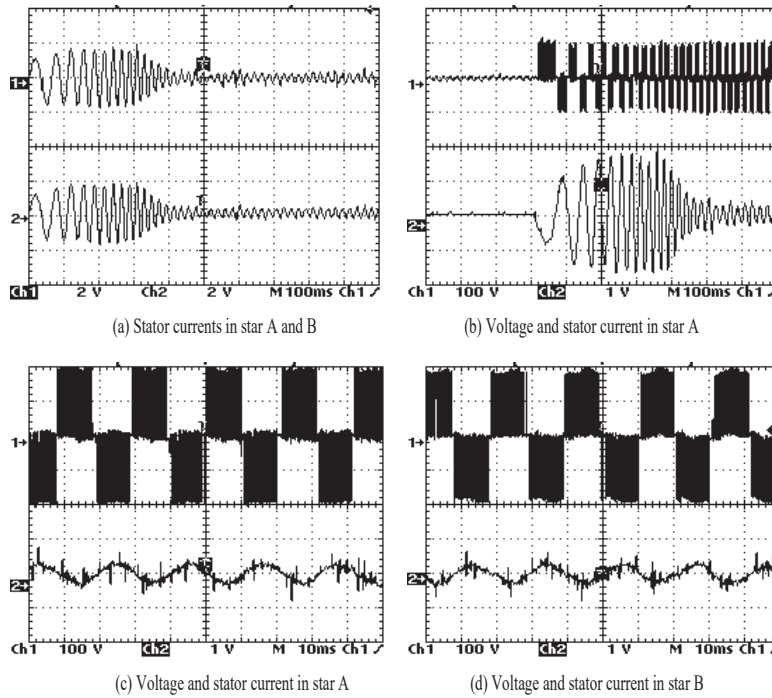 1
2
Ch1 2 V Ch2 2 V M 100ms Ch1
(a) Stator currents in star A and B
1
2
Ch1 100 V Ch2 1 V M 100ms Ch1
(b) Voltage and stator current in star A
1
2
Ch1 100 V Ch2 1 V M 10ms Ch1
(c) Voltage and stator current in star A
1
2
Ch1 100 V Ch2 1 V M 10ms Ch1
(d) Voltage and stator current in star B